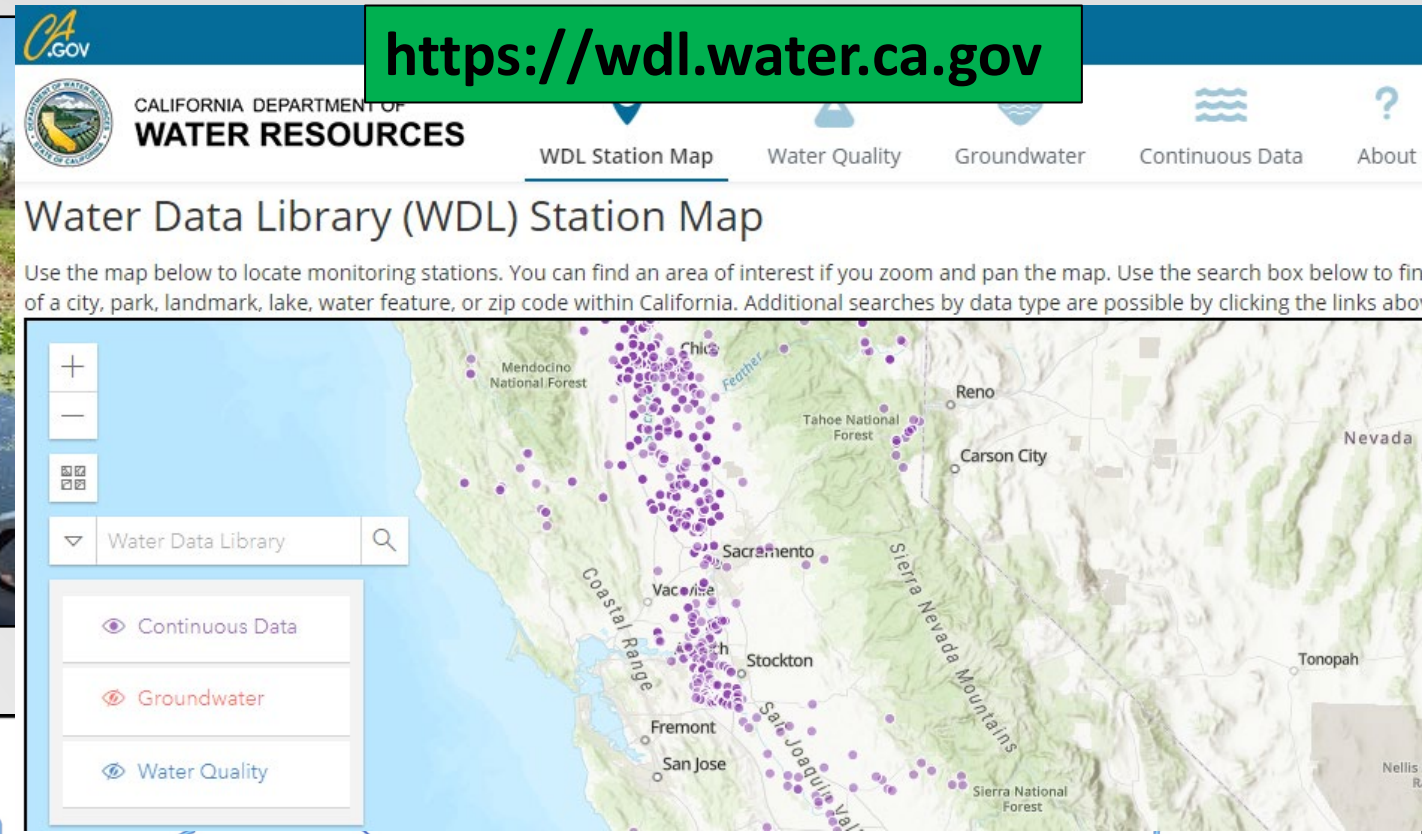 https://wdl.water.ca.gov
CA
.GOV
CALIFORNIA DEPARTMENT OF
WATER RESOURCES
WDL Station Map
Water Quality
Groundwater
Continuous Data
?
About
Water Data Library (WDL) Station Map
Use the map below to locate monitoring stations. You can find an area of interest if you zoom and pan the map. Use the search box below to fin
of a city, park, landmark, lake, water feature, or zip code within California. Additional searches by data type are possible by clicking the links abov
+
−
Water Data Library
Continuous Data
Groundwater
Water Quality
Mendocino
National Forest
Chico
Feather
Reno
Tahoe National
Forest
Carson City
Nevada
Sacramento
Sierra Nevada Mountains
Coastal Range
Vacaville
Stockton
Tonopah
Fremont
San Joaquin Val
San Jose
Nellis
Sierra National
Forest